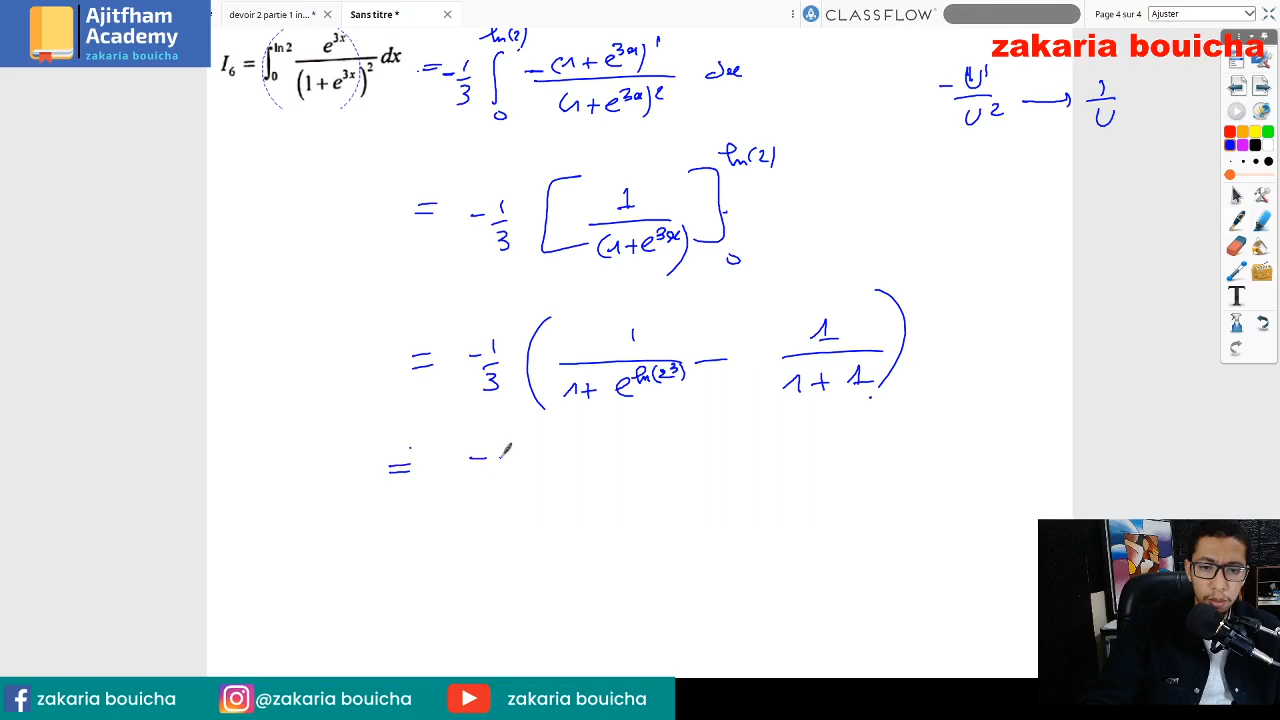 Ajitfham
Academy
zakaria bouicha
devoir 2 partie 1 in... *
Sans titre *
CLASSFLOW
Page 4 sur 4
Ajuster
zakaria bouicha
I₆ = ∫₀^{ln 2} e^{3x} / (1 + e^{3x})² dx = -1/3 ∫₀^{ln(2)} -(1 + e^{3x})' / (1 + e^{3x})² dx
- U' / U² → 1 / U
= -1/3 [ 1 / (1 + e^{3x}) ]₀^{ln(2)}
= -1/3 ( 1 / (1 + e^{ln(2³)}) - 1 / (1 + 1) )
= -
T
zakaria bouicha
@zakaria bouicha
zakaria bouicha